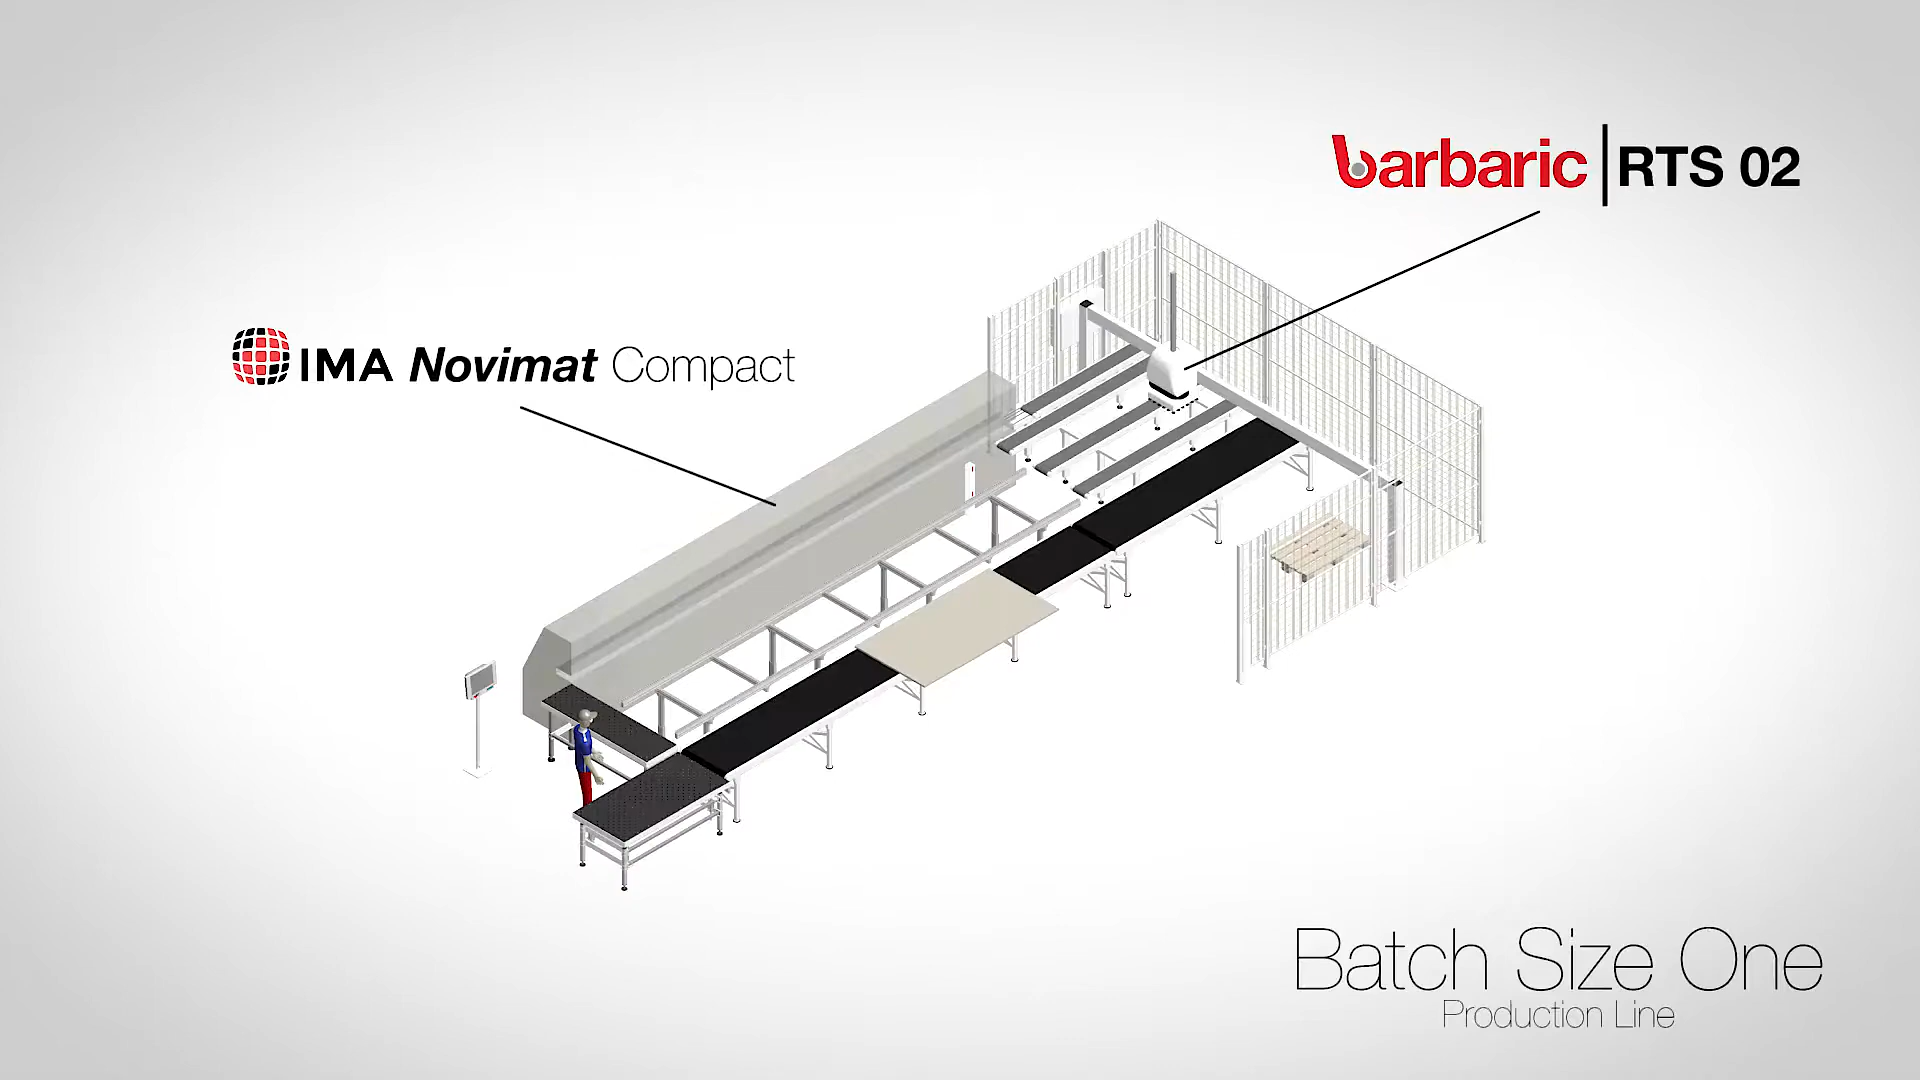 barbaric RTS 02
IMA Novimat Compact
Batch Size One
Production Line